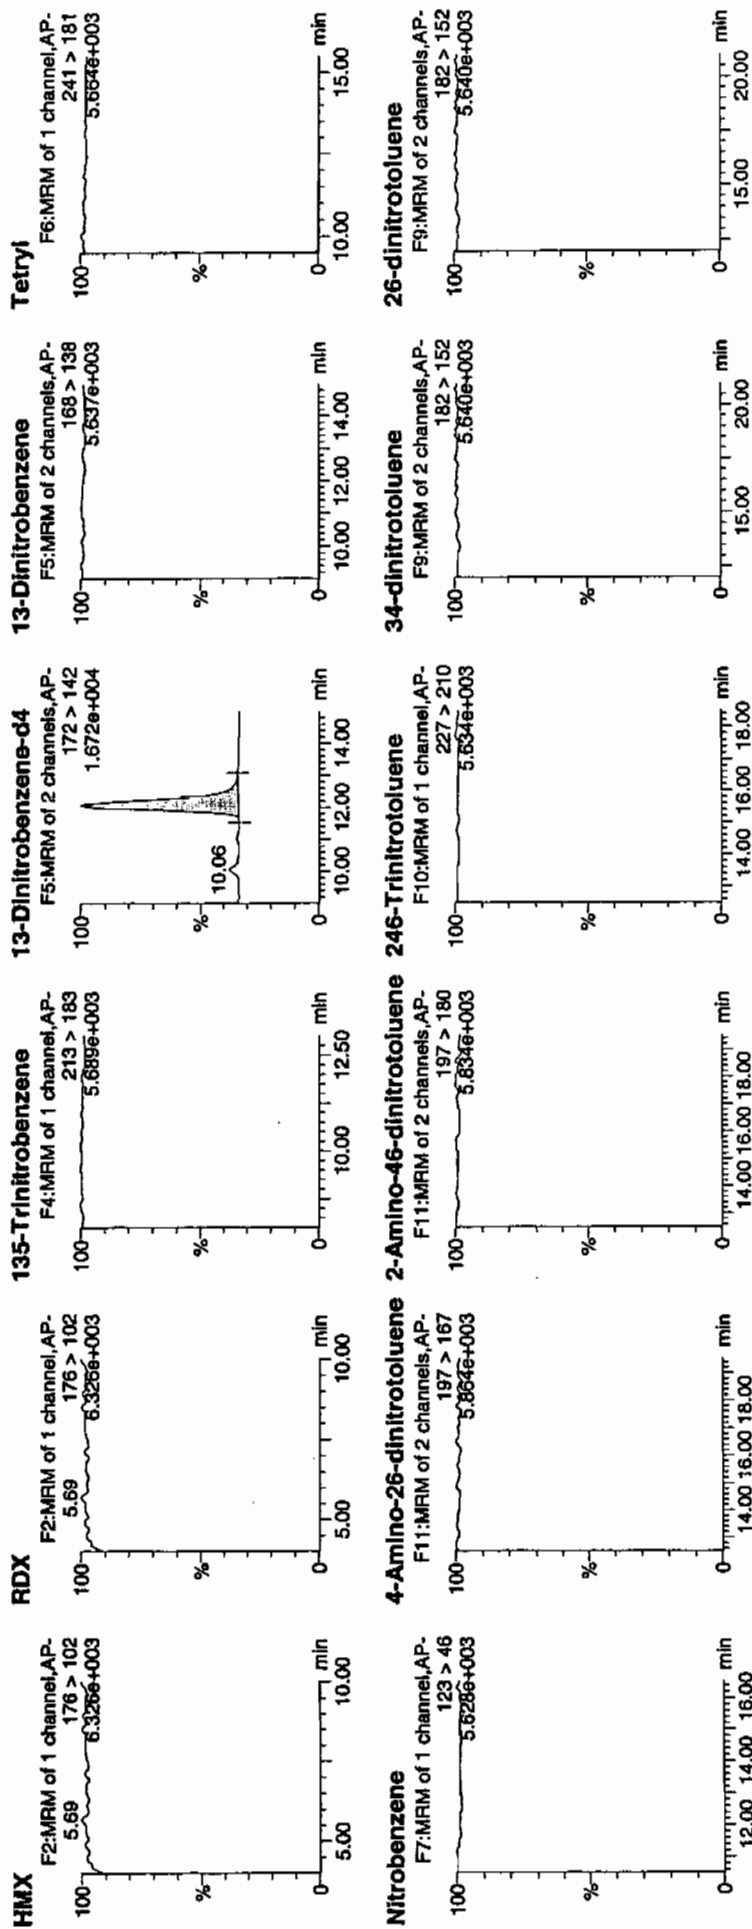 HMX
F2:MRM of 1 channel,AP-
176 > 102
6.326e+003
5.69
100
%
0
5.00
10.00
min
RDX
F2:MRM of 1 channel,AP-
176 > 102
6.326e+003
5.69
100
%
0
5.00
10.00
min
135-Trinitrobenzene
F4:MRM of 1 channel,AP-
213 > 183
5.689e+003
100
%
0
10.00
12.50
min
13-Dinitrobenzene-d4
F5:MRM of 2 channels,AP-
172 > 142
1.672e+004
10.06
100
%
0
10.00
12.00
14.00
min
13-Dinitrobenzene
F5:MRM of 2 channels,AP-
168 > 138
5.637e+003
100
%
0
10.00
12.00
14.00
min
Tetryl
F6:MRM of 1 channel,AP-
241 > 181
5.664e+003
100
%
0
10.00
15.00
min
Nitrobenzene
F7:MRM of 1 channel,AP-
123 > 46
5.628e+003
100
%
0
12.00
14.00
16.00
min
4-Amino-26-dinitrotoluene
F11:MRM of 2 channels,AP-
197 > 167
5.864e+003
100
%
0
14.00
16.00
18.00
min
2-Amino-46-dinitrotoluene
F11:MRM of 2 channels,AP-
197 > 180
5.834e+003
100
%
0
14.00
16.00
18.00
min
246-Trinitrotoluene
F10:MRM of 1 channel,AP-
227 > 210
5.634e+003
100
%
0
14.00
16.00
18.00
min
34-dinitrotoluene
F9:MRM of 2 channels,AP-
182 > 152
5.640e+003
100
%
0
15.00
20.00
min
26-dinitrotoluene
F9:MRM of 2 channels,AP-
182 > 152
5.640e+003
100
%
0
15.00
20.00
min